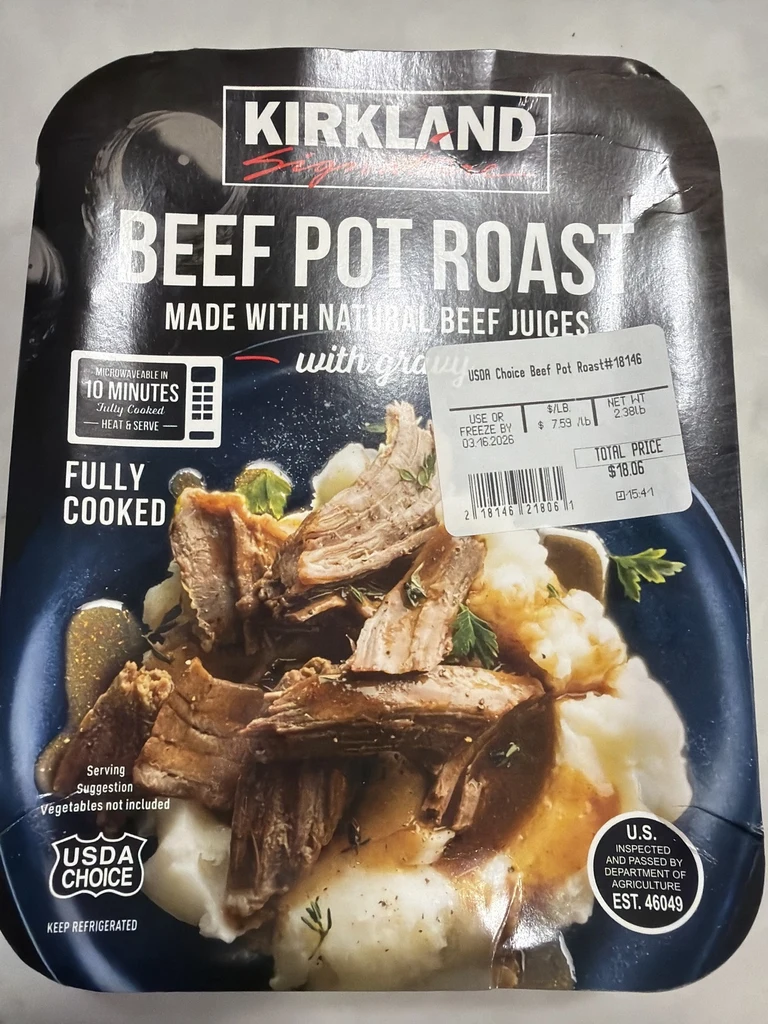 KIRKLAND
Signature
BEEF POT ROAST
MADE WITH NATURAL BEEF JUICES
with gravy
MICROWAVEABLE IN
10 MINUTES
Fully Cooked
HEAT & SERVE
FULLY
COOKED
USDA Choice Beef Pot Roast#18146
USE OR
FREEZE BY
03.16.2026
$/LB.
$ 7.59 /lb
NET WT
2.38lb
TOTAL PRICE
$18.06
15:41
2 18146 21806 1
Serving
Suggestion
Vegetables not included
USDA
CHOICE
KEEP REFRIGERATED
U.S.
INSPECTED
AND PASSED BY
DEPARTMENT OF
AGRICULTURE
EST. 46049